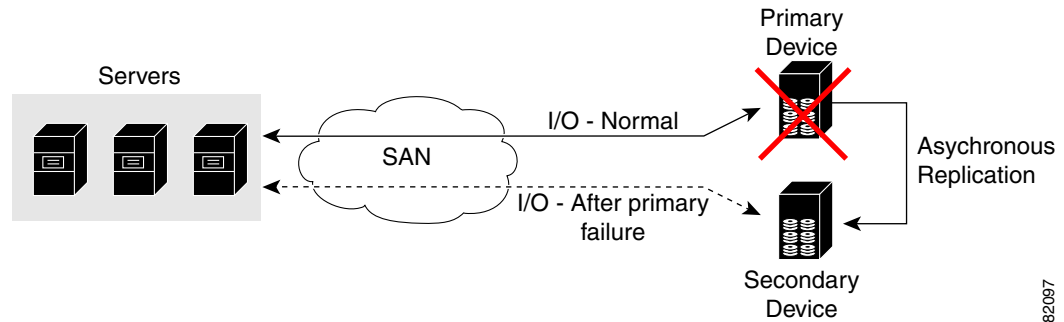 Primary
Device
Servers
I/O - Normal
SAN
Asychronous
Replication
I/O - After primary
failure
Secondary
Device
82097